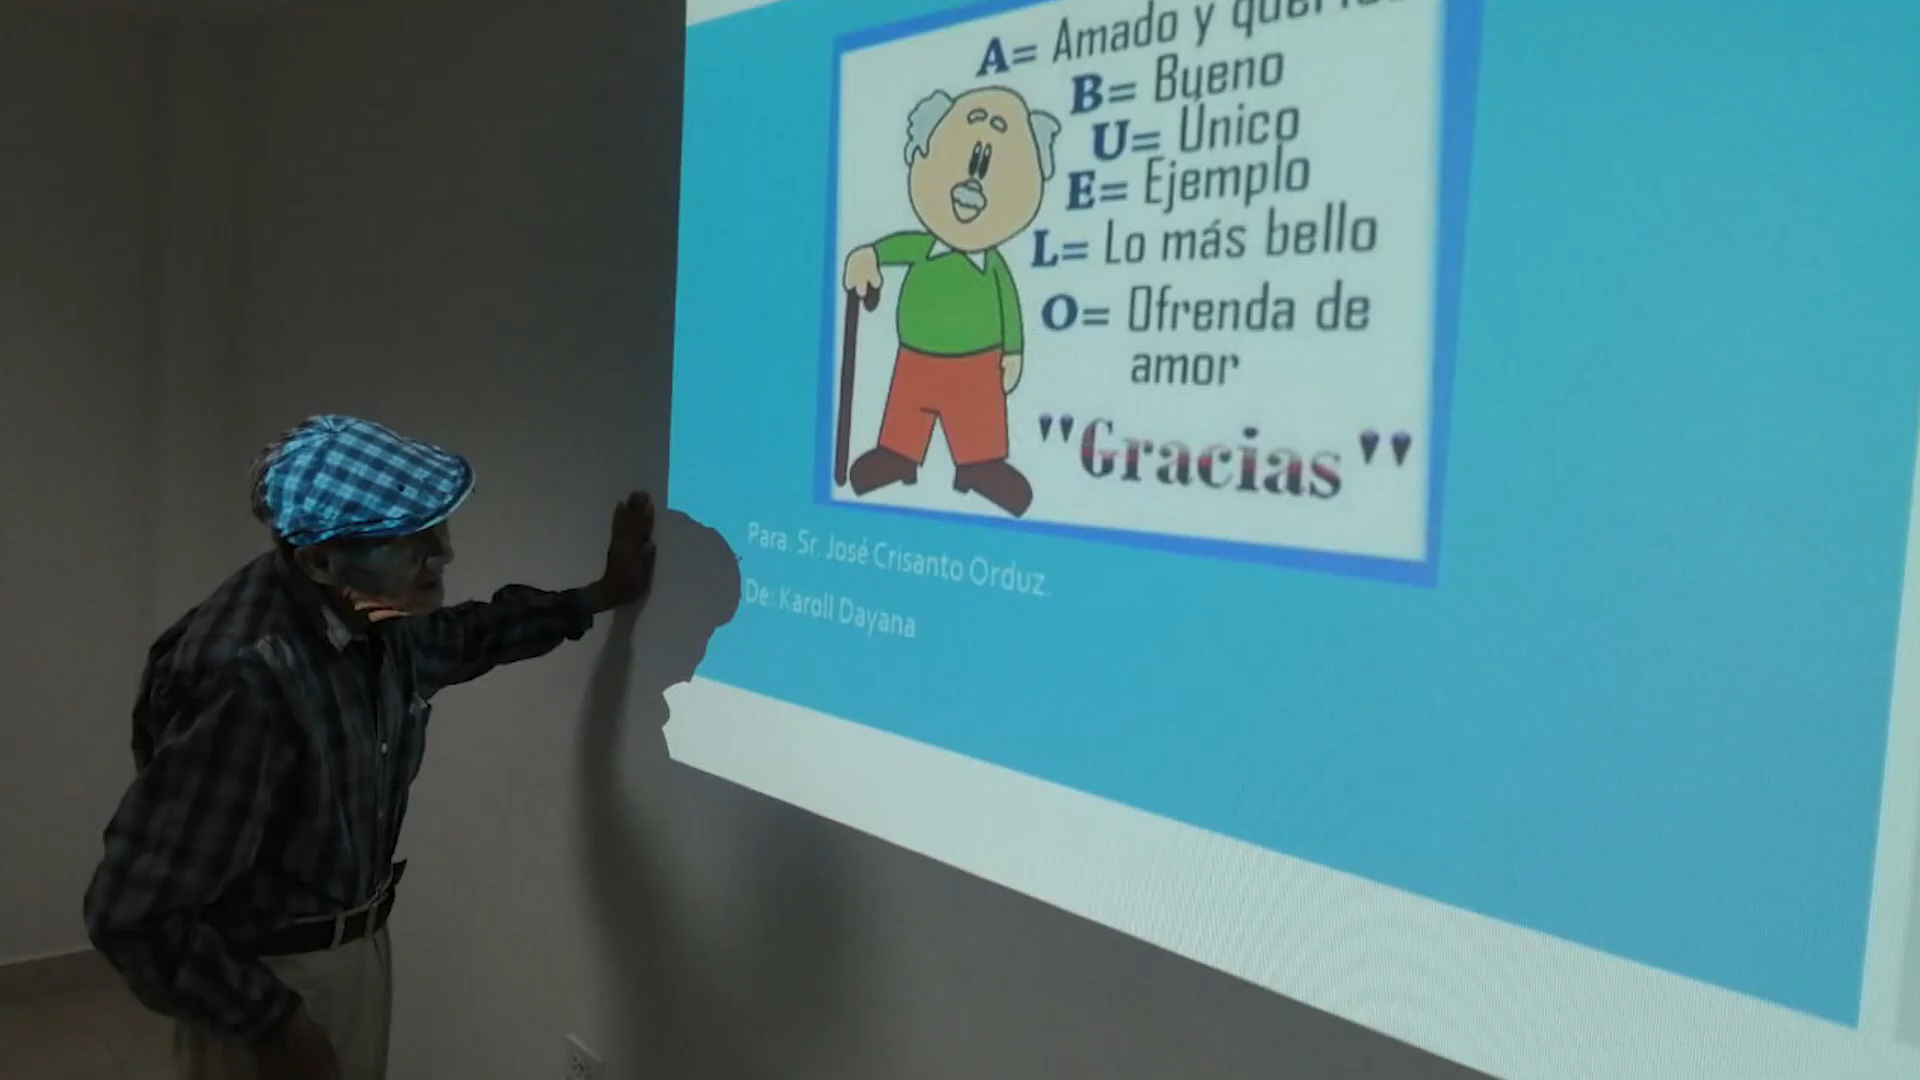 A= Amado y querido
B= Bueno
U= Único
E= Ejemplo
L= Lo más bello
O= Ofrenda de
amor
"Gracias"
Para. Sr. José Crisanto Orduz.
De: Karoll Dayana